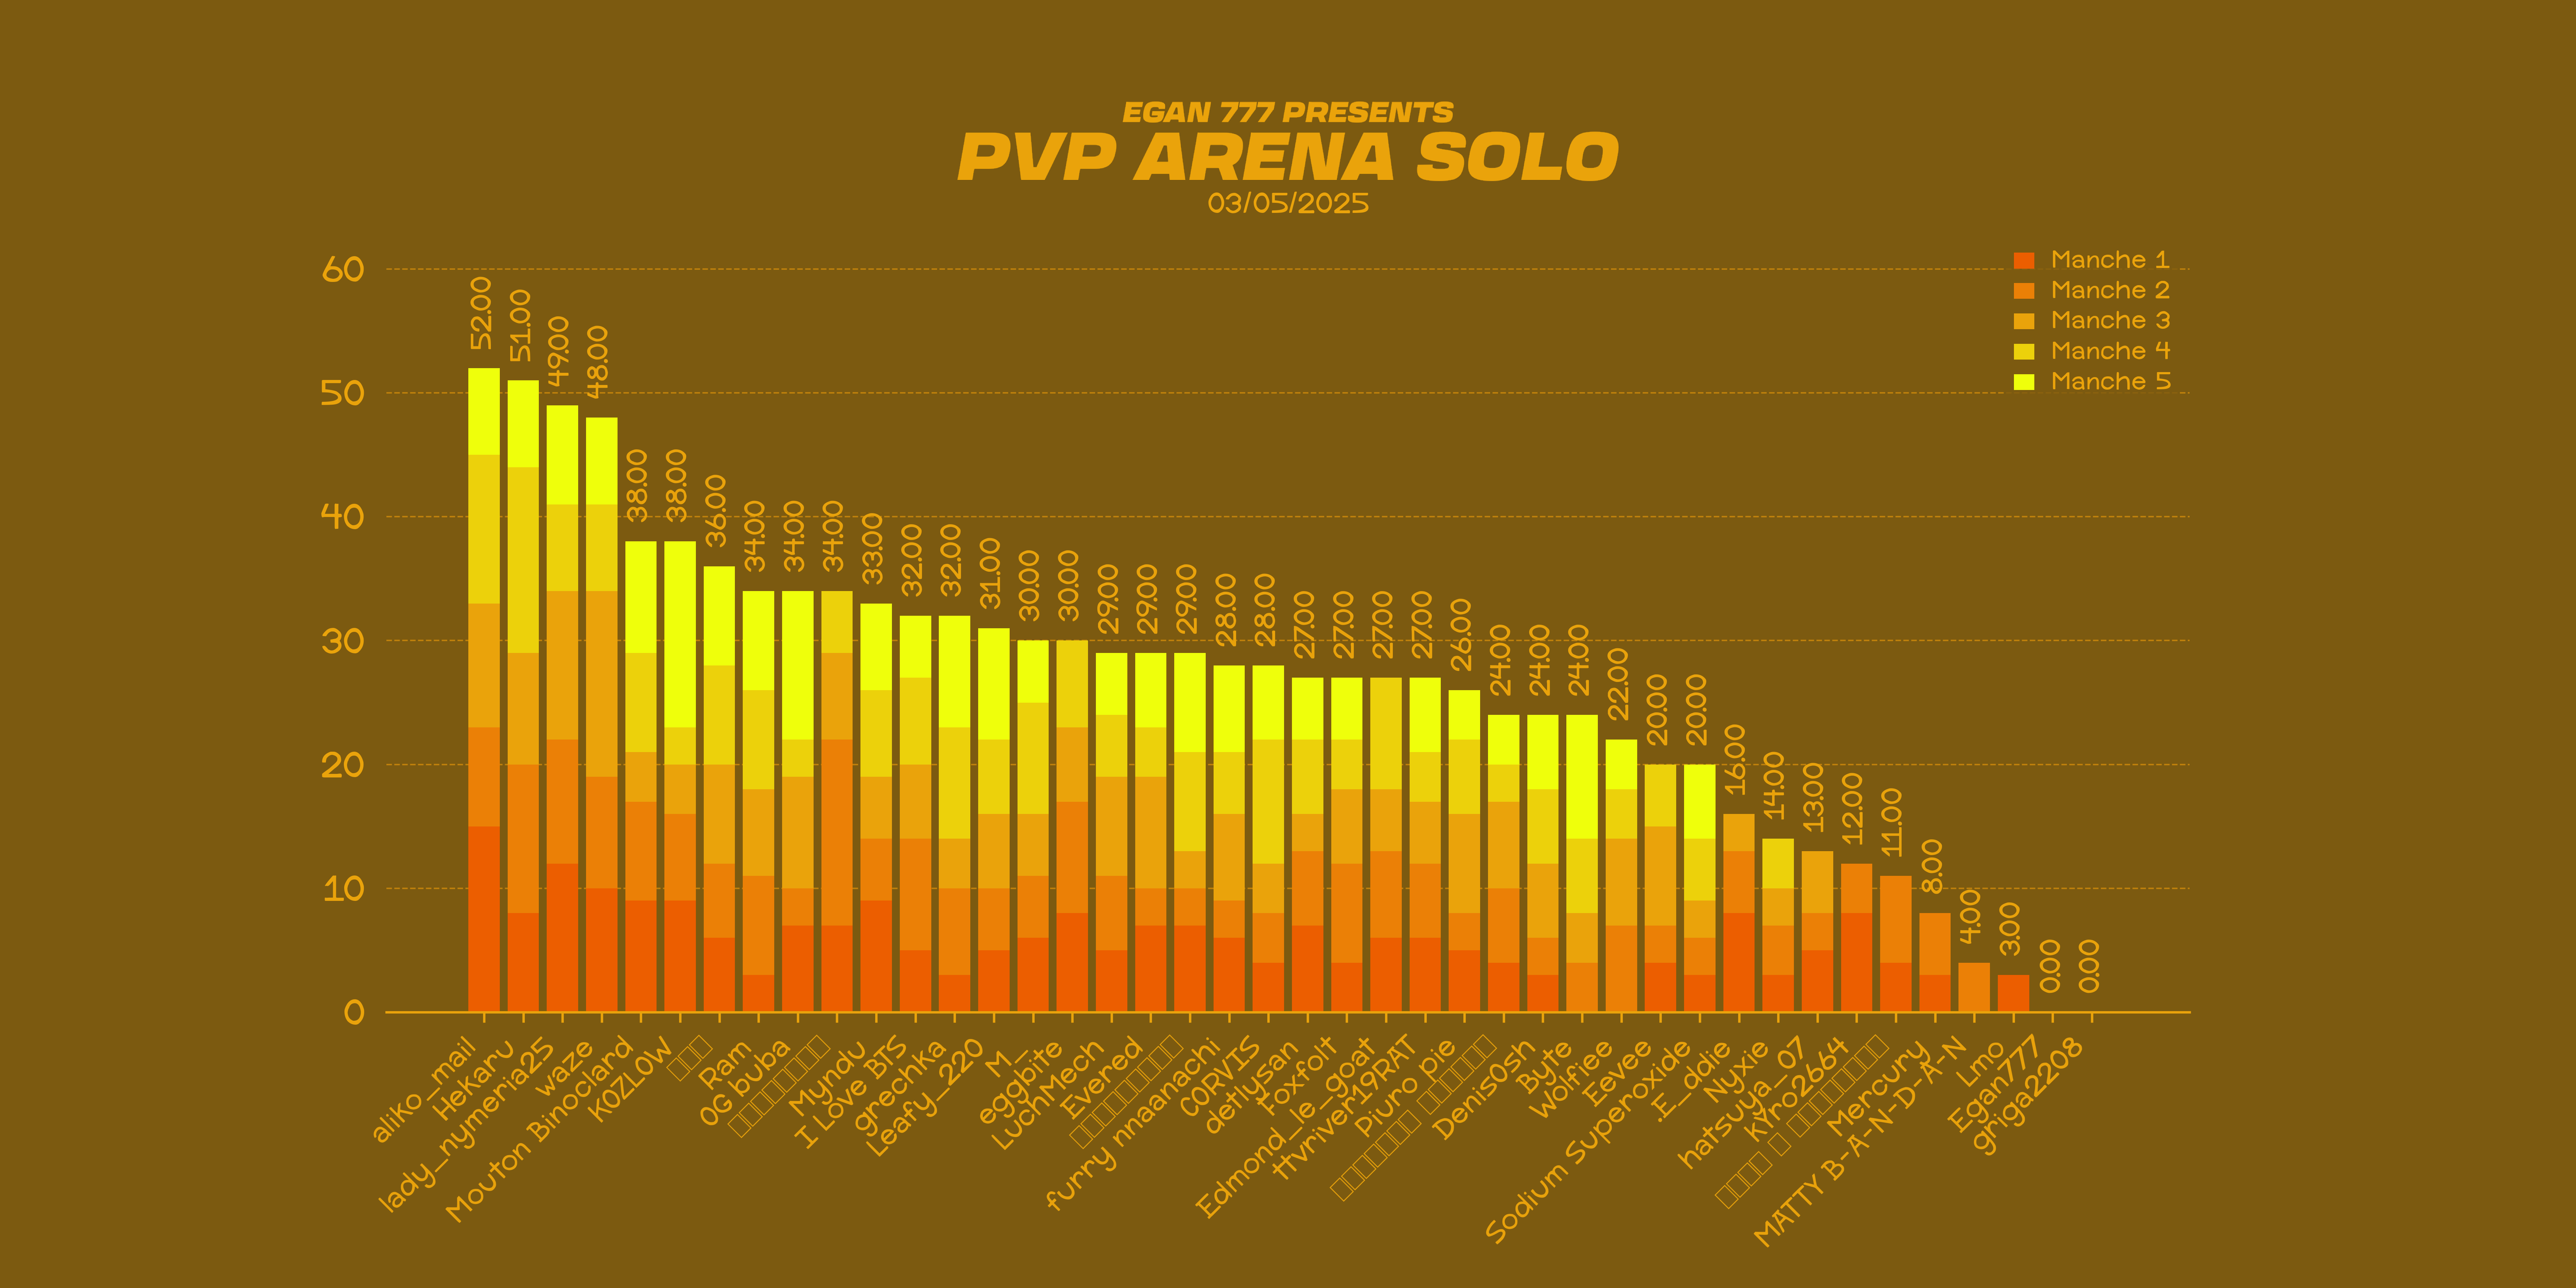 EGAN 777 PRESENTS
PVP ARENA SOLO
03/05/2025
Manche 1
Manche 2
Manche 3
Manche 4
Manche 5
60
50
40
30
20
10
0
52.00
51.00
49.00
48.00
38.00
38.00
36.00
34.00
34.00
34.00
33.00
32.00
32.00
31.00
30.00
30.00
29.00
29.00
29.00
28.00
28.00
27.00
27.00
27.00
27.00
26.00
24.00
24.00
24.00
22.00
20.00
20.00
16.00
14.00
13.00
12.00
11.00
8.00
4.00
3.00
0.00
0.00
aliko_mail
Hekaru
lady_nymeria25
waze
Mouton Binoclard
KOZLOW
Ram
OG buba
Myndu
I Love BTS
grechka
Leafy_220
M_
eggbite
LuchMech
Evered
furry nnaanachi
CORVIS
detlysan
Foxfolt
Edmond_le_goat
ttvriver19RAT
Piuro pie
DenisOsh
Byte
Wolfiee
Eevee
Sodium Superoxide
.E_ddie
_Nyxie
hatsuya_07
Kyro2664
Mercury
MATTY B-A-N-D-A-N
Lmo
Egan777
griga2208